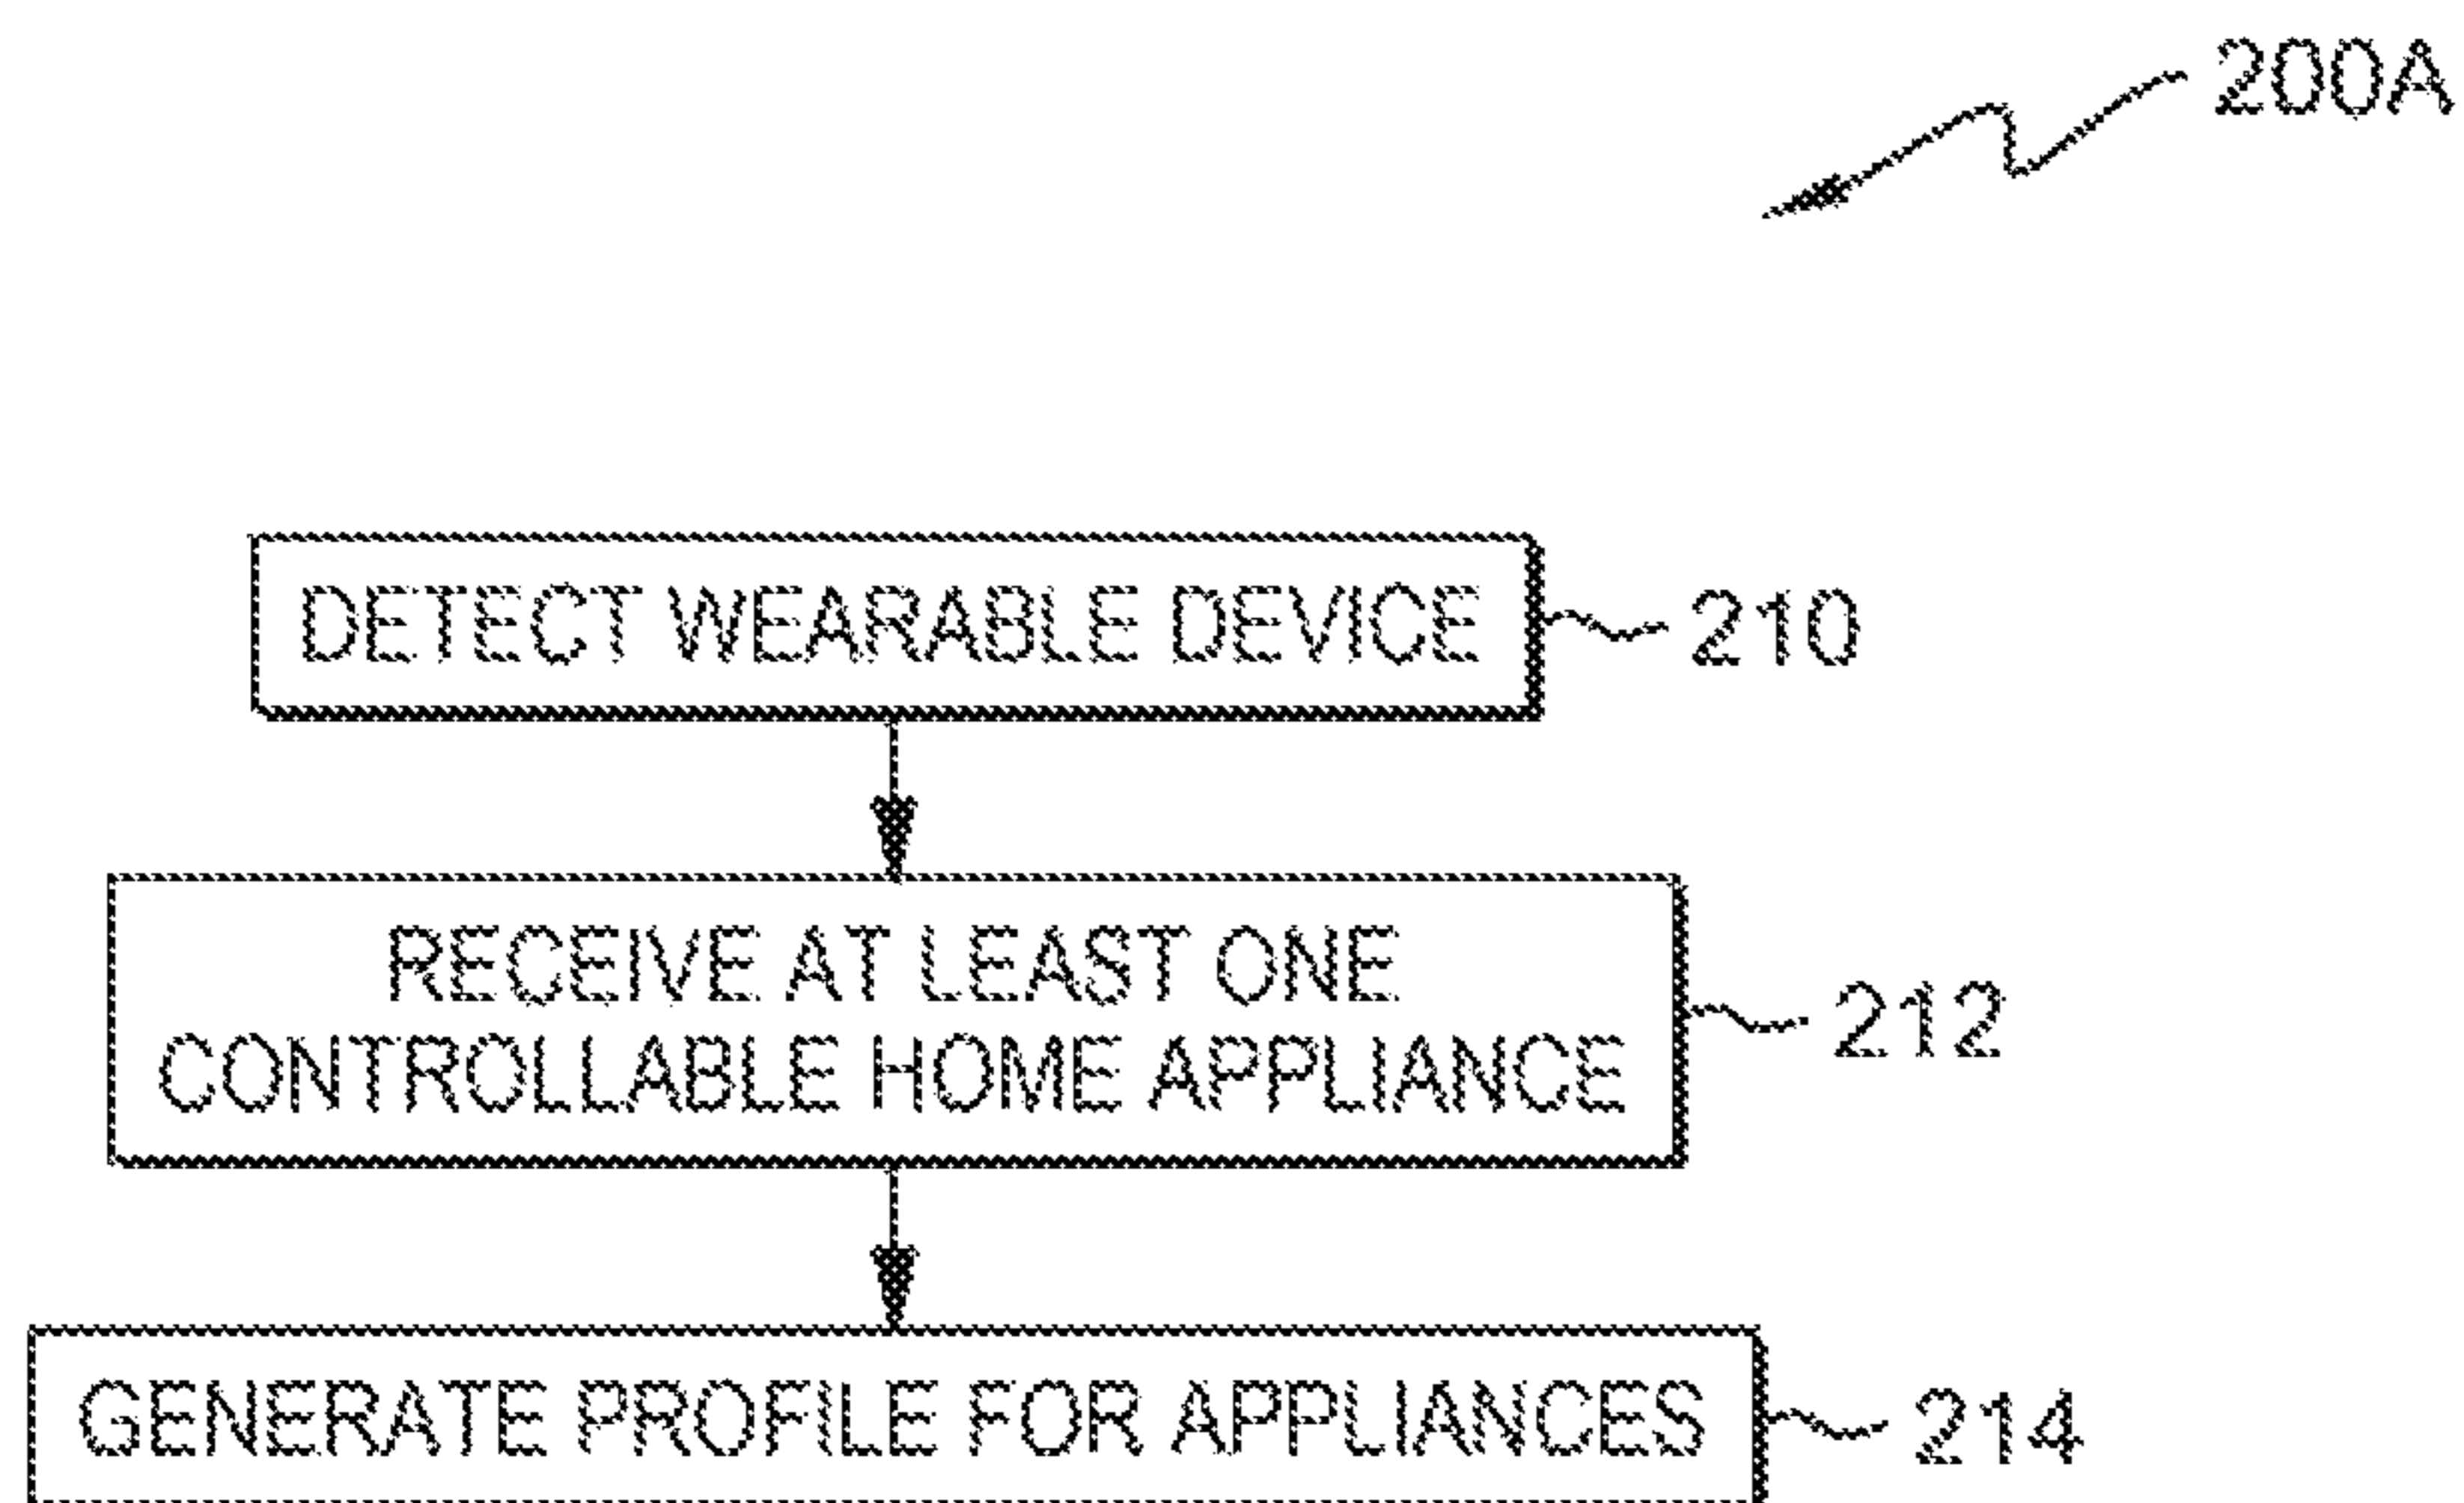 200A
DETECT WEARABLE DEVICE
210
RECEIVE AT LEAST ONE
CONTROLLABLE HOME APPLIANCE
212
GENERATE PROFILE FOR APPLIANCES
214